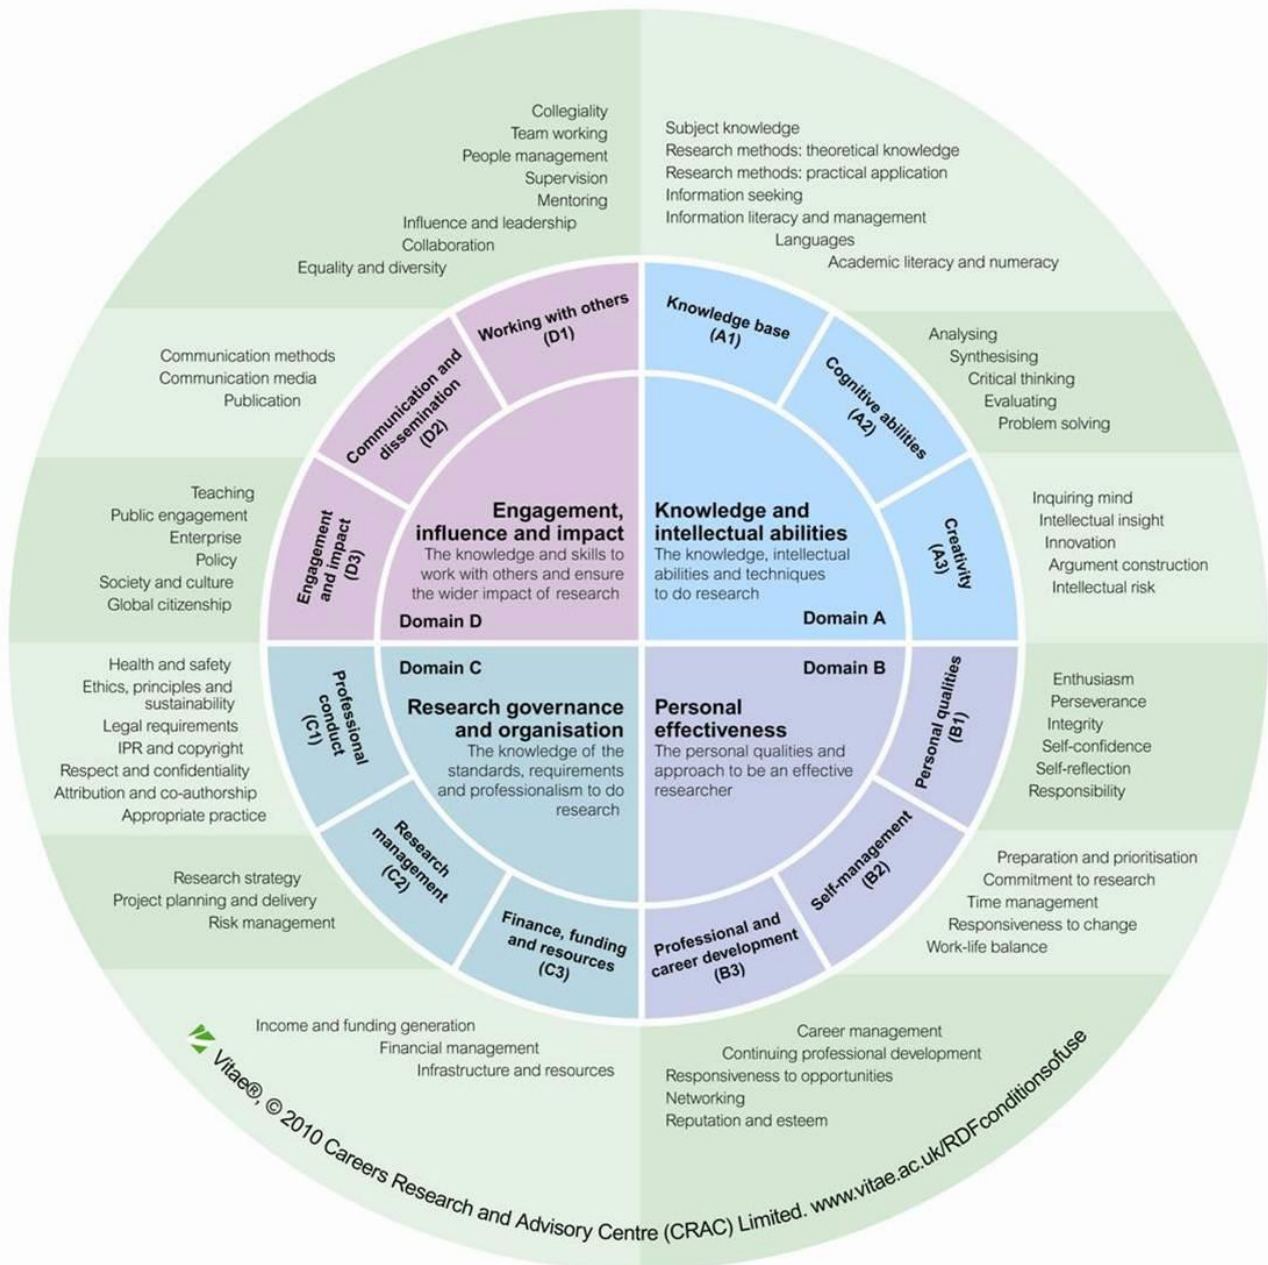 Collegiality
Team working
People management
Supervision
Mentoring
Influence and leadership
Collaboration
Equality and diversity
Subject knowledge
Research methods: theoretical knowledge
Research methods: practical application
Information seeking
Information literacy and management
Languages
Academic literacy and numeracy
Working with others
(D1)
Knowledge base
(A1)
Communication methods
Communication media
Publication
Communication and
dissemination
(D2)
Cognitive abilities
(A2)
Analysing
Synthesising
Critical thinking
Evaluating
Problem solving
Teaching
Public engagement
Enterprise
Policy
Society and culture
Global citizenship
Engagement
and impact
(D3)
Engagement,
influence and impact
The knowledge and skills to
work with others and ensure
the wider impact of research
Domain D
Knowledge and
intellectual abilities
The knowledge, intellectual
abilities and techniques
to do research
Domain A
Creativity
(A3)
Inquiring mind
Intellectual insight
Innovation
Argument construction
Intellectual risk
Health and safety
Ethics, principles and
sustainability
Legal requirements
IPR and copyright
Respect and confidentiality
Attribution and co-authorship
Appropriate practice
Professional
conduct
(C1)
Domain C
Research governance
and organisation
The knowledge of the
standards, requirements
and professionalism to do
research
Domain B
Personal
effectiveness
The personal qualities and
approach to be an effective
researcher
Personal qualities
(B1)
Enthusiasm
Perseverance
Integrity
Self-confidence
Self-reflection
Responsibility
Research strategy
Project planning and delivery
Risk management
Research
management
(C2)
Self-management
(B2)
Preparation and prioritisation
Commitment to research
Time management
Responsiveness to change
Work-life balance
Finance, funding
and resources
(C3)
Professional and
career development
(B3)
Income and funding generation
Financial management
Infrastructure and resources
Career management
Continuing professional development
Responsiveness to opportunities
Networking
Reputation and esteem
Vitae®, © 2010 Careers Research and Advisory Centre (CRAC) Limited. www.vitae.ac.uk/RDFconditionsofuse